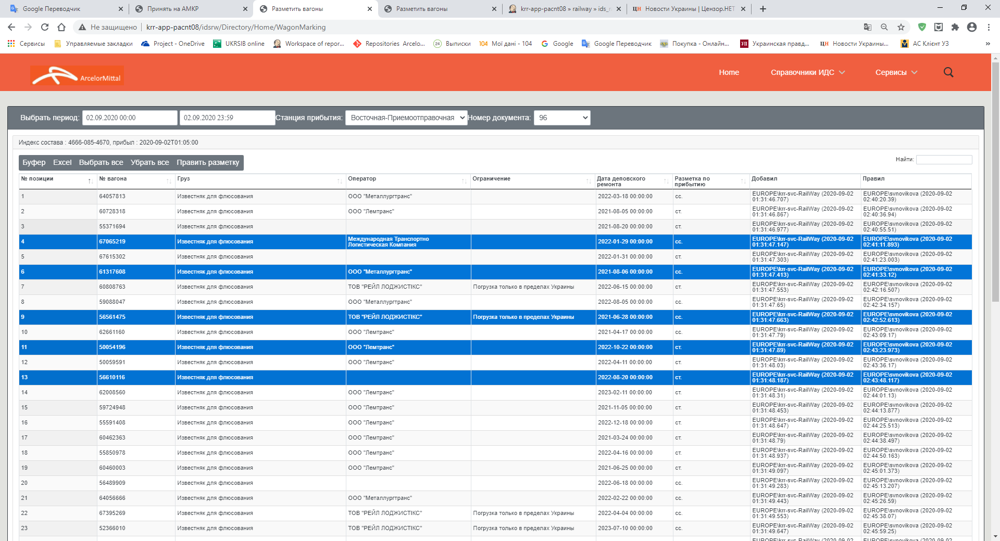 Google Переводчик
Принять на АМКР
Разметить вагоны
Разметить вагоны
krr-app-pacnt08 » railway » ids_
Новости Украины | Цензор.НЕТ
Не защищено
krr-app-pacnt08/idsrw/Directory/Home/WagonMarking
Сервисы
Управляемые закладки
Project - OneDrive
UKRSIB online
Workspace of repor...
Repositories Arcelo...
24
Выписки
104 Мої дані - 104
Google
Google Переводчик
Покупка - Онлайн...
УП Украинская правд...
ЦН Новости Украины...
АС Клієнт УЗ
»
ArcelorMittal
Home
Справочники ИДС
Сервисы
Выбрать период: 02.09.2020 00:00 02.09.2020 23:59 Станция прибытия: Восточная-Приемоотправочная Номер документа: 96
Индекс состава : 4666-085-4670, прибыл : 2020-09-02T01:05:00
Буфер Excel Выбрать все Убрать все Править разметку
Найти:
№ позиции № вагона Груз Оператор Ограничение Дата деповского ремонта Разметка по прибытию Добавил Правил
1 64057813 Известняк для флюсования ООО "Металлургтранс" 2022-03-18 00:00:00 сс. EUROPE\krr-svc-RailWay (2020-09-02 01:31:46.707) EUROPE\svnovikova (2020-09-02 02:40:20.39)
2 60728318 Известняк для флюсования ООО "Лемтранс" 2021-08-05 00:00:00 ст. EUROPE\krr-svc-RailWay (2020-09-02 01:31:46.867) EUROPE\svnovikova (2020-09-02 02:40:36.94)
3 55371694 Известняк для флюсования 2021-08-20 00:00:00 ст. EUROPE\krr-svc-RailWay (2020-09-02 01:31:46.977) EUROPE\svnovikova (2020-09-02 02:40:55.51)
4 67065219 Известняк для флюсования Международная Транспортно Логистическая Компания 2022-01-29 00:00:00 сс. EUROPE\krr-svc-RailWay (2020-09-02 01:31:47.147) EUROPE\svnovikova (2020-09-02 02:41:11.893)
5 67615302 Известняк для флюсования 2022-01-31 00:00:00 ст. EUROPE\krr-svc-RailWay (2020-09-02 01:31:47.303) EUROPE\svnovikova (2020-09-02 02:41:23.003)
6 61317608 Известняк для флюсования ООО "Металлургтранс" 2021-08-06 00:00:00 сс. EUROPE\krr-svc-RailWay (2020-09-02 01:31:47.413) EUROPE\svnovikova (2020-09-02 02:41:33.12)
7 60808763 Известняк для флюсования ТОВ "РЕЙЛ ЛОДЖИСТІКС" Погрузка только в пределах Украины 2022-06-15 00:00:00 ст. EUROPE\krr-svc-RailWay (2020-09-02 01:31:47.553) EUROPE\svnovikova (2020-09-02 02:42:16.507)
8 59088047 Известняк для флюсования ООО "Металлургтранс" 2022-08-05 00:00:00 сс. EUROPE\krr-svc-RailWay (2020-09-02 01:31:47.65) EUROPE\svnovikova (2020-09-02 02:42:34.157)
9 56561475 Известняк для флюсования ТОВ "РЕЙЛ ЛОДЖИСТІКС" Погрузка только в пределах Украины 2021-06-28 00:00:00 сс. EUROPE\krr-svc-RailWay (2020-09-02 01:31:47.663) EUROPE\svnovikova (2020-09-02 02:42:52.613)
10 62661160 Известняк для флюсования ООО "Лемтранс" 2021-04-17 00:00:00 сс. EUROPE\krr-svc-RailWay (2020-09-02 01:31:47.79) EUROPE\svnovikova (2020-09-02 02:43:09.17)
11 50054196 Известняк для флюсования ООО "Лемтранс" 2022-10-22 00:00:00 ст. EUROPE\krr-svc-RailWay (2020-09-02 01:31:47.89) EUROPE\svnovikova (2020-09-02 02:43:23.973)
12 50059591 Известняк для флюсования ООО "Лемтранс" 2022-04-11 00:00:00 ст. EUROPE\krr-svc-RailWay (2020-09-02 01:31:48.03) EUROPE\svnovikova (2020-09-02 02:43:36.17)
13 56610116 Известняк для флюсования 2022-08-20 00:00:00 ст. EUROPE\krr-svc-RailWay (2020-09-02 01:31:48.187) EUROPE\svnovikova (2020-09-02 02:43:48.117)
14 62008560 Известняк для флюсования ООО "Лемтранс" 2023-02-11 00:00:00 ст. EUROPE\krr-svc-RailWay (2020-09-02 01:31:48.31) EUROPE\svnovikova (2020-09-02 02:44:01.13)
15 59724948 Известняк для флюсования ООО "Лемтранс" 2021-11-05 00:00:00 ст. EUROPE\krr-svc-RailWay (2020-09-02 01:31:48.453) EUROPE\svnovikova (2020-09-02 02:44:13.877)
16 55591408 Известняк для флюсования ООО "Лемтранс" 2022-12-18 00:00:00 ст. EUROPE\krr-svc-RailWay (2020-09-02 01:31:48.647) EUROPE\svnovikova (2020-09-02 02:44:25.513)
17 60462363 Известняк для флюсования ООО "Лемтранс" 2021-03-24 00:00:00 ст. EUROPE\krr-svc-RailWay (2020-09-02 01:31:48.79) EUROPE\svnovikova (2020-09-02 02:44:38.497)
18 55850978 Известняк для флюсования ООО "Лемтранс" 2022-04-16 00:00:00 ст. EUROPE\krr-svc-RailWay (2020-09-02 01:31:48.937) EUROPE\svnovikova (2020-09-02 02:44:50.163)
19 60460003 Известняк для флюсования ООО "Лемтранс" 2021-06-25 00:00:00 ст. EUROPE\krr-svc-RailWay (2020-09-02 01:31:49.097) EUROPE\svnovikova (2020-09-02 02:45:01.373)
20 56489909 Известняк для флюсования 2022-06-18 00:00:00 сс. EUROPE\krr-svc-RailWay (2020-09-02 01:31:49.283) EUROPE\svnovikova (2020-09-02 02:45:13.207)
21 64056666 Известняк для флюсования ООО "Металлургтранс" 2022-02-22 00:00:00 сс. EUROPE\krr-svc-RailWay (2020-09-02 01:31:49.443) EUROPE\svnovikova (2020-09-02 02:45:26.59)
22 67395269 Известняк для флюсования ТОВ "РЕЙЛ ЛОДЖИСТІКС" Погрузка только в пределах Украины 2022-04-04 00:00:00 сс. EUROPE\krr-svc-RailWay (2020-09-02 01:31:49.553) EUROPE\svnovikova (2020-09-02 02:45:38.07)
23 52366010 Известняк для флюсования ТОВ "РЕЙЛ ЛОДЖИСТІКС" Погрузка только в пределах Украины 2023-07-10 00:00:00 сс. EUROPE\krr-svc-RailWay (2020-09-02 01:31:49.647) EUROPE\svnovikova (2020-09-02 02:45:59.25)